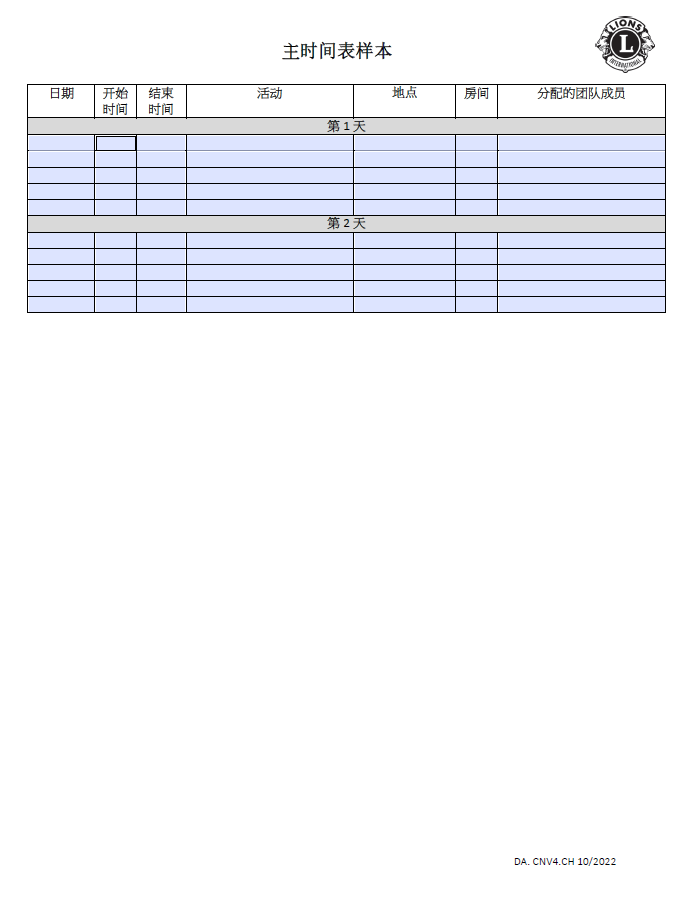 主时间表样本
LIONS
L
INTERNATIONAL
日期 开始时间 结束时间 活动 地点 房间 分配的团队成员
第 1 天
第 2 天
DA. CNV4.CH 10/2022